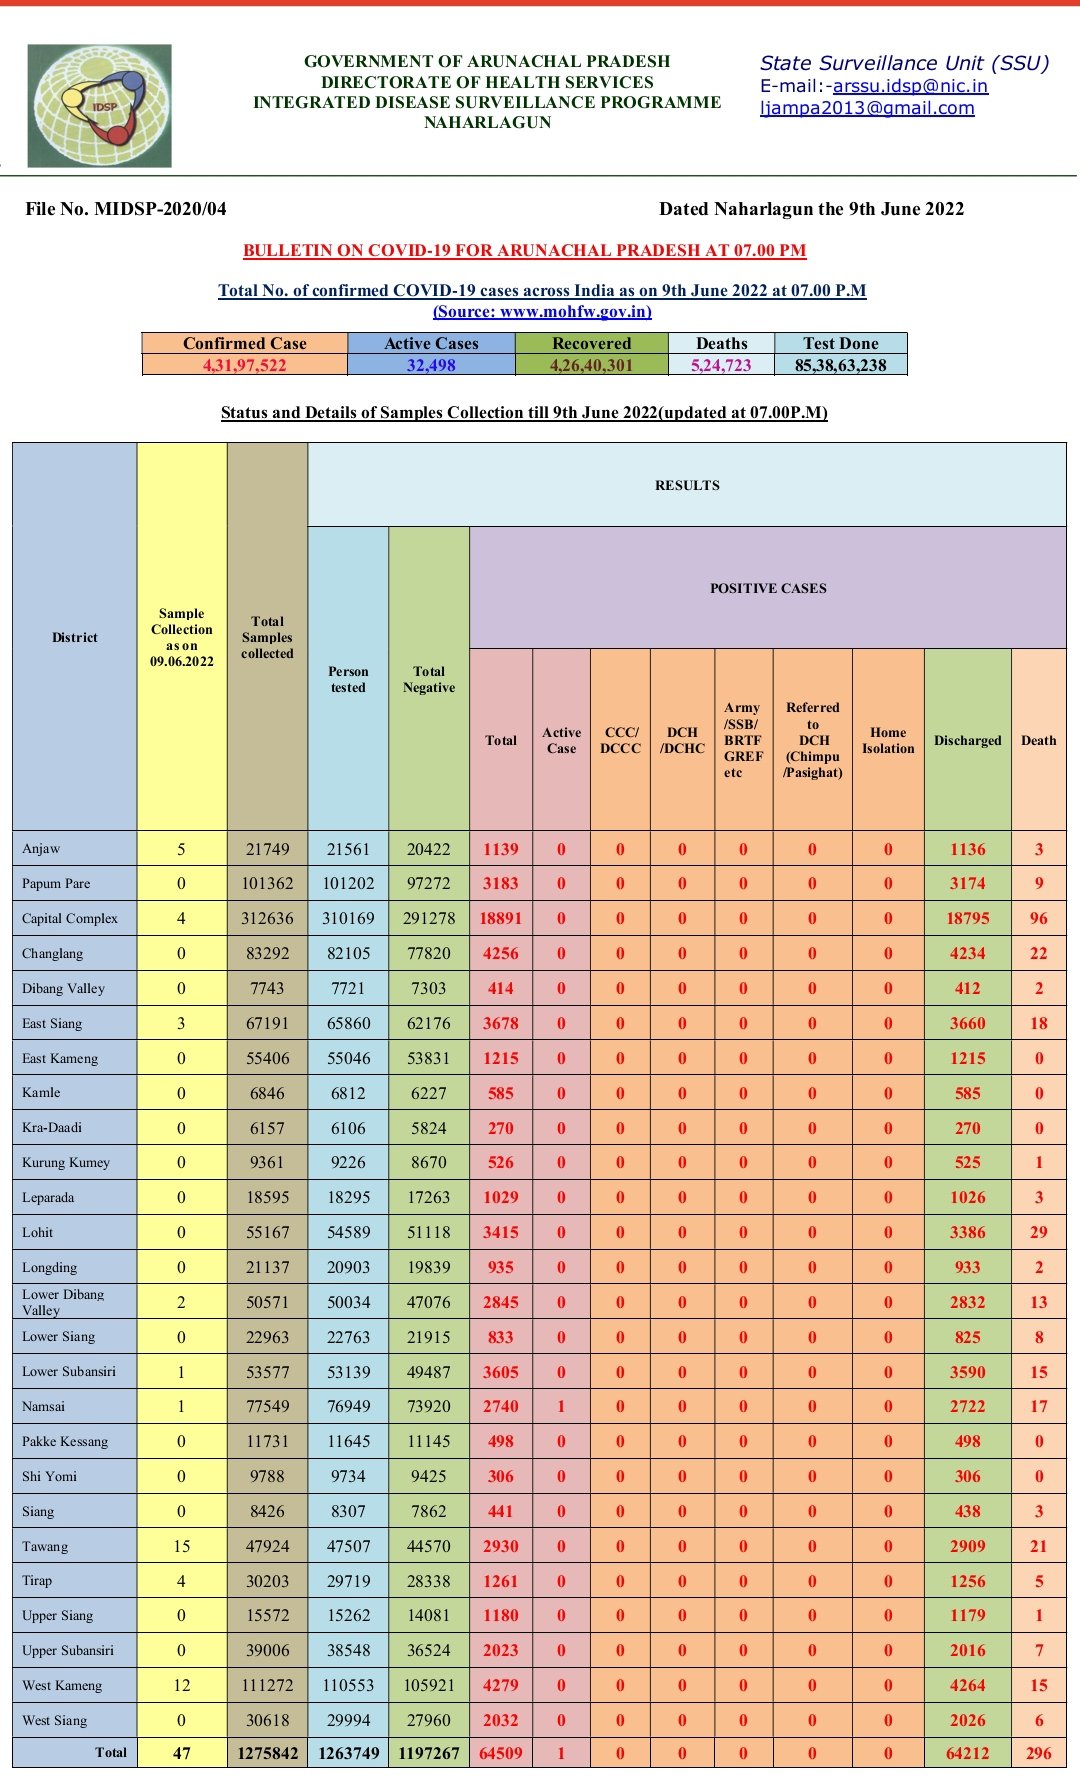 IDSP
GOVERNMENT OF ARUNACHAL PRADESH
DIRECTORATE OF HEALTH SERVICES
INTEGRATED DISEASE SURVEILLANCE PROGRAMME
NAHARLAGUN
State Surveillance Unit (SSU)
E-mail:-arssu.idsp@nic.in
ljampa2013@gmail.com
File No. MIDSP-2020/04 Dated Naharlagun the 9th June 2022
BULLETIN ON COVID-19 FOR ARUNACHAL PRADESH AT 07.00 PM
Total No. of confirmed COVID-19 cases across India as on 9th June 2022 at 07.00 P.M
(Source: www.mohfw.gov.in)
Confirmed Case Active Cases Recovered Deaths Test Done
4,31,97,522 32,498 4,26,40,301 5,24,723 85,38,63,238
Status and Details of Samples Collection till 9th June 2022(updated at 07.00P.M)
District
Sample
Collection
as on
09.06.2022
Total
Samples
collected
RESULTS
Person
tested
Total
Negative
POSITIVE CASES
Total
Active
Case
CCC/
DCCC
DCH
/DCHC
Army
/SSB/
BRTF
GREF
etc
Referred
to
DCH
(Chimpu
/Pasighat)
Home
Isolation
Discharged
Death
Anjaw 5 21749 21561 20422 1139 0 0 0 0 0 0 1136 3
Papum Pare 0 101362 101202 97272 3183 0 0 0 0 0 0 3174 9
Capital Complex 4 312636 310169 291278 18891 0 0 0 0 0 0 18795 96
Changlang 0 83292 82105 77820 4256 0 0 0 0 0 0 4234 22
Dibang Valley 0 7743 7721 7303 414 0 0 0 0 0 0 412 2
East Siang 3 67191 65860 62176 3678 0 0 0 0 0 0 3660 18
East Kameng 0 55406 55046 53831 1215 0 0 0 0 0 0 1215 0
Kamle 0 6846 6812 6227 585 0 0 0 0 0 0 585 0
Kra-Daadi 0 6157 6106 5824 270 0 0 0 0 0 0 270 0
Kurung Kumey 0 9361 9226 8670 526 0 0 0 0 0 0 525 1
Leparada 0 18595 18295 17263 1029 0 0 0 0 0 0 1026 3
Lohit 0 55167 54589 51118 3415 0 0 0 0 0 0 3386 29
Longding 0 21137 20903 19839 935 0 0 0 0 0 0 933 2
Lower Dibang
Valley 2 50571 50034 47076 2845 0 0 0 0 0 0 2832 13
Lower Siang 0 22963 22763 21915 833 0 0 0 0 0 0 825 8
Lower Subansiri 1 53577 53139 49487 3605 0 0 0 0 0 0 3590 15
Namsai 1 77549 76949 73920 2740 1 0 0 0 0 0 2722 17
Pakke Kessang 0 11731 11645 11145 498 0 0 0 0 0 0 498 0
Shi Yomi 0 9788 9734 9425 306 0 0 0 0 0 0 306 0
Siang 0 8426 8307 7862 441 0 0 0 0 0 0 438 3
Tawang 15 47924 47507 44570 2930 0 0 0 0 0 0 2909 21
Tirap 4 30203 29719 28338 1261 0 0 0 0 0 0 1256 5
Upper Siang 0 15572 15262 14081 1180 0 0 0 0 0 0 1179 1
Upper Subansiri 0 39006 38548 36524 2023 0 0 0 0 0 0 2016 7
West Kameng 12 111272 110553 105921 4279 0 0 0 0 0 0 4264 15
West Siang 0 30618 29994 27960 2032 0 0 0 0 0 0 2026 6
Total 47 1275842 1263749 1197267 64509 1 0 0 0 0 0 64212 296